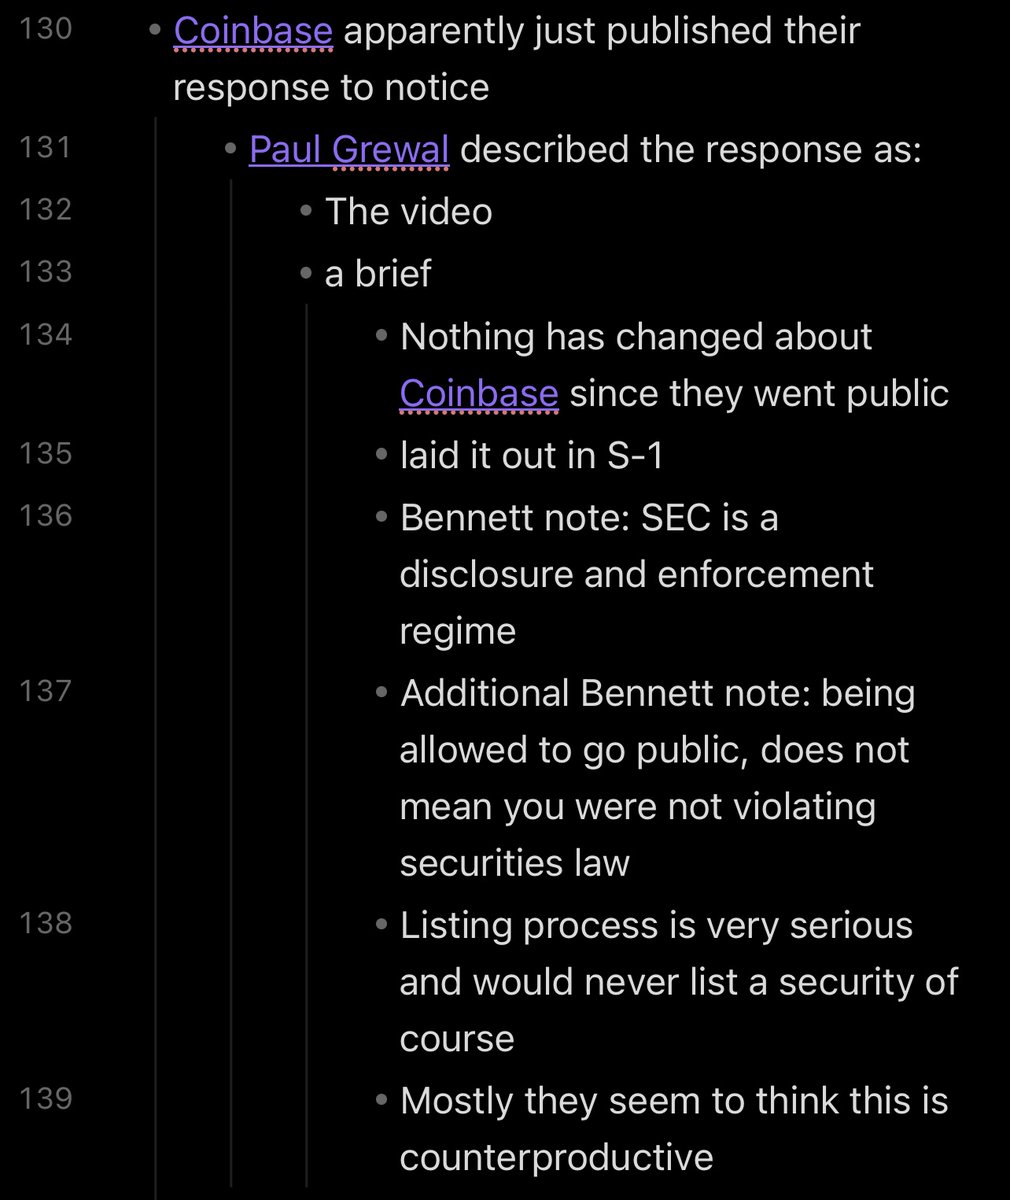 130 • Coinbase apparently just published their
response to notice
131 • Paul Grewal described the response as:
132 • The video
133 • a brief
134 • Nothing has changed about
Coinbase since they went public
135 • laid it out in S-1
136 • Bennett note: SEC is a
disclosure and enforcement
regime
137 • Additional Bennett note: being
allowed to go public, does not
mean you were not violating
securities law
138 • Listing process is very serious
and would never list a security of
course
139 • Mostly they seem to think this is
counterproductive